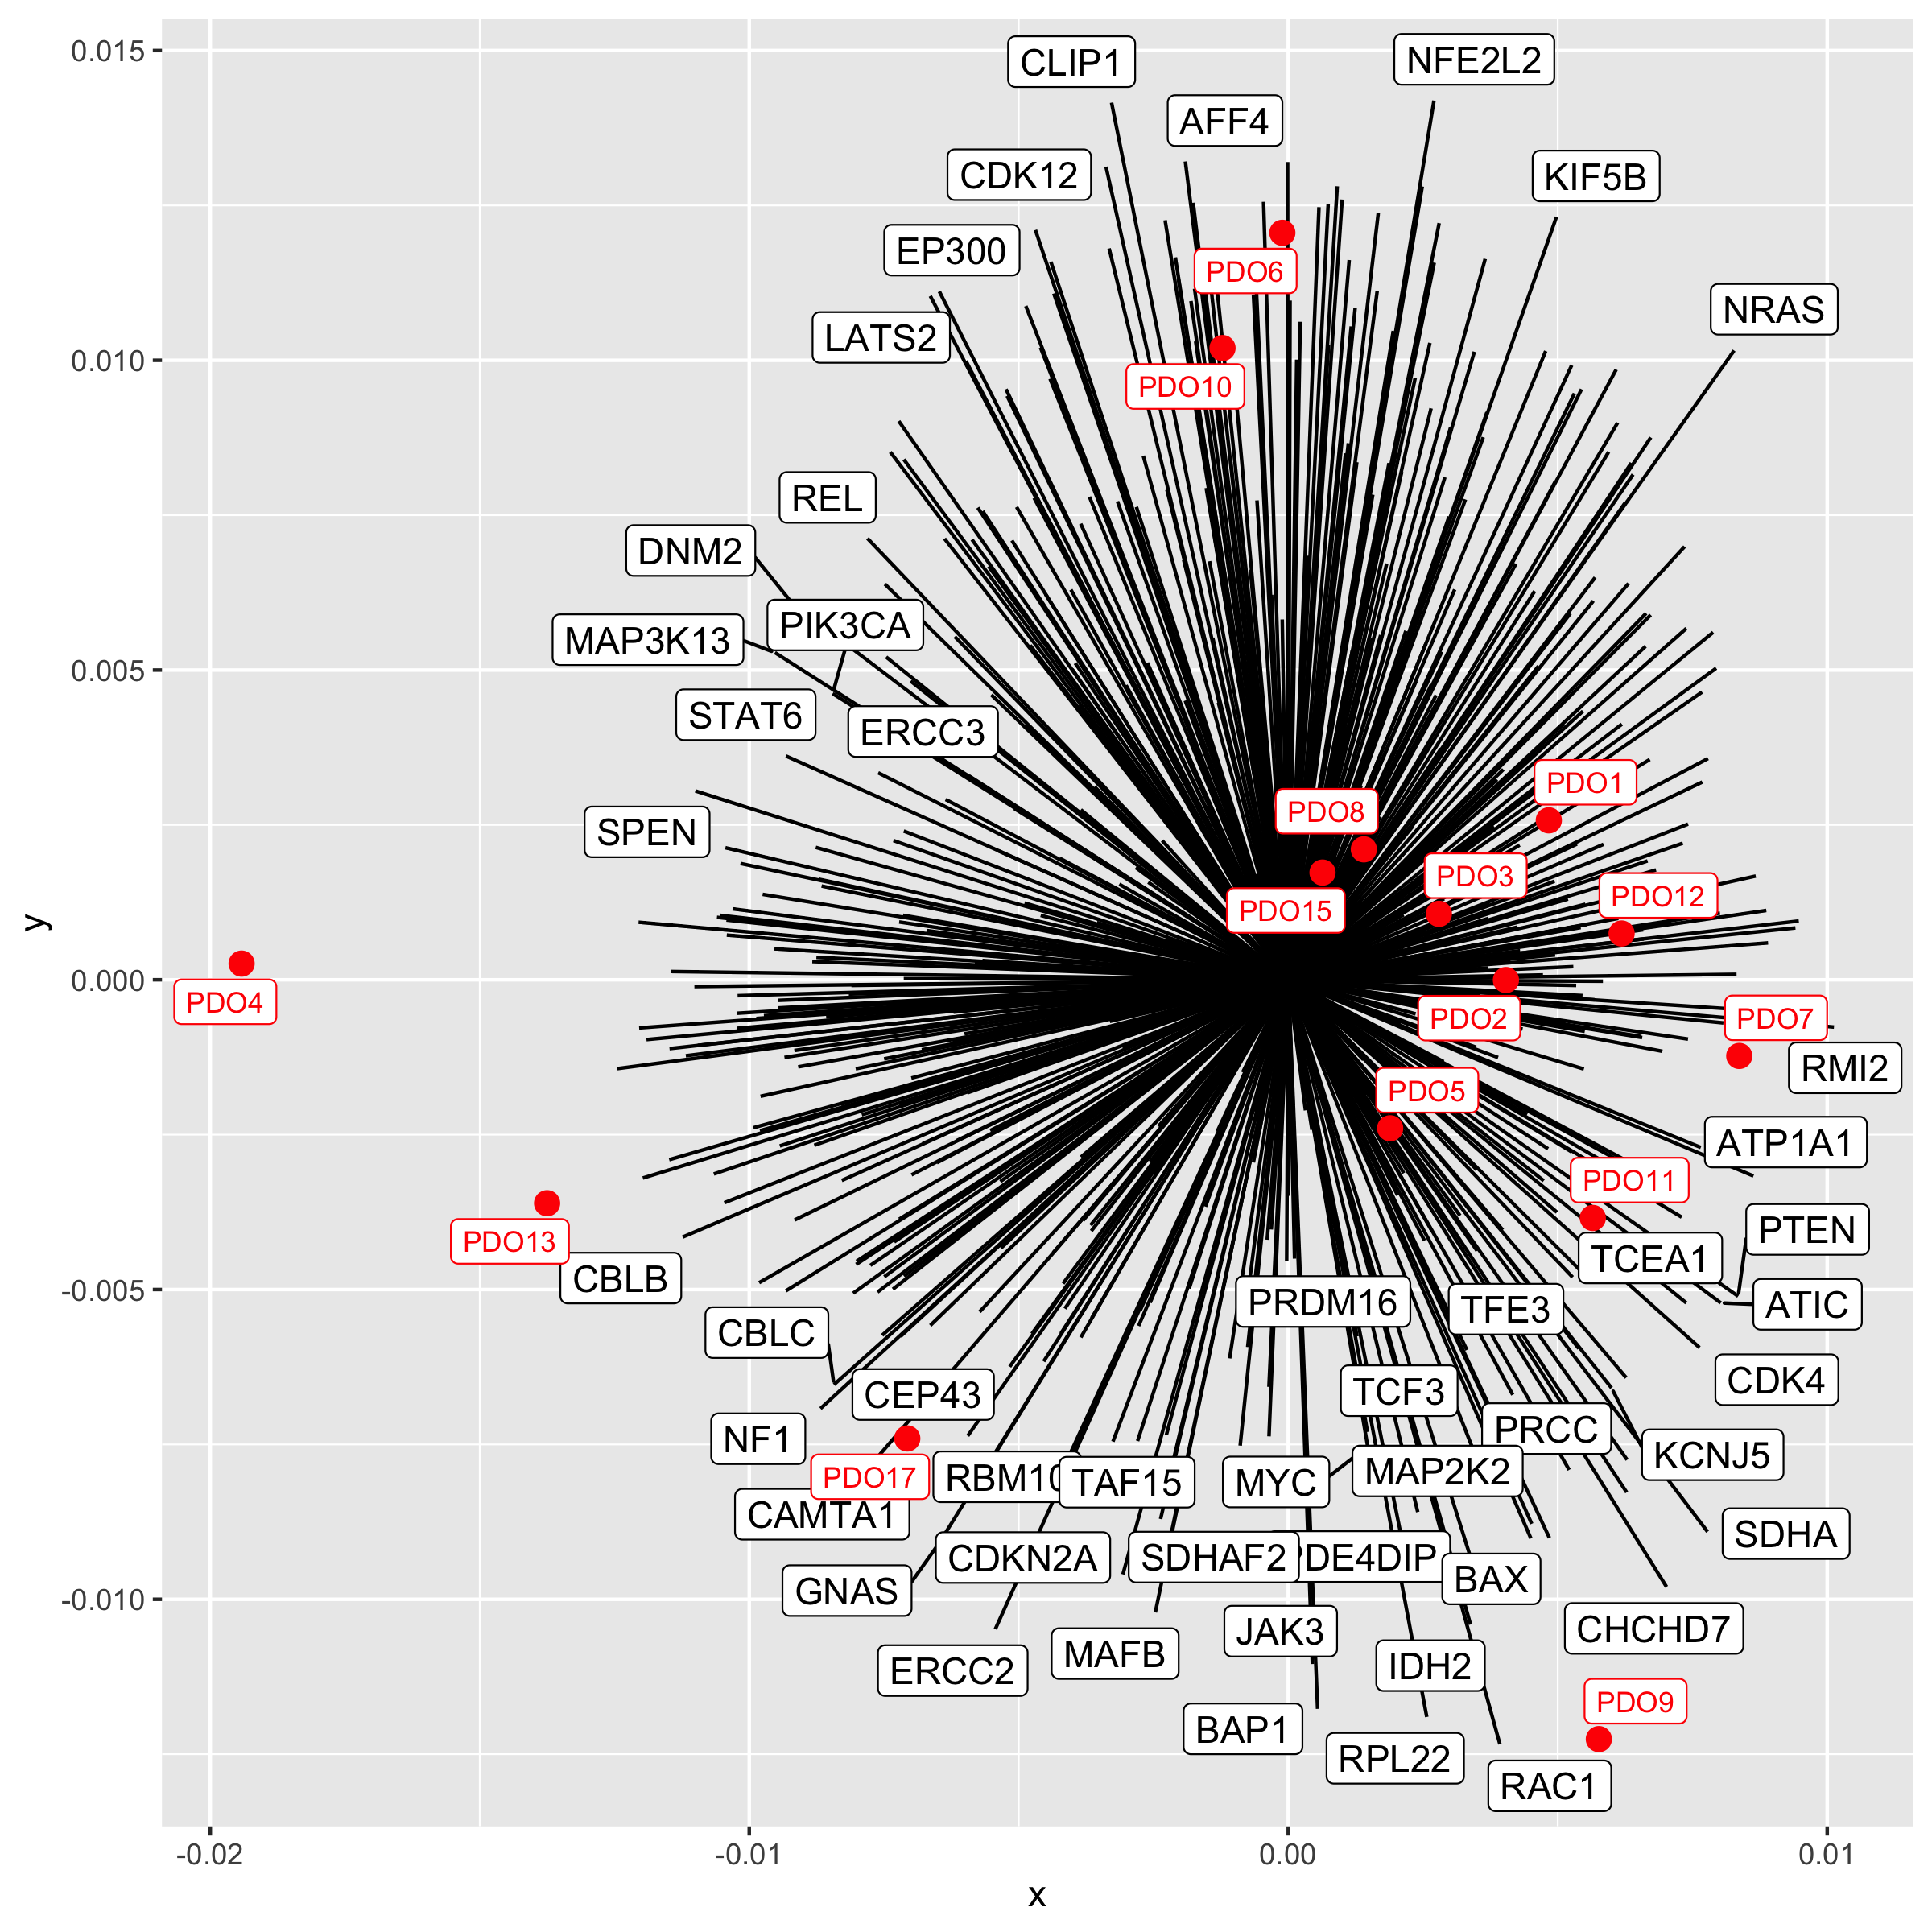 0.015
CLIP1
NFE2L2
AFF4
CDK12
KIF5B
EP300
PDO6
NRAS
LATS2
0.010
PDO10
REL
DNM2
PIK3CA
MAP3K13
0.005
STAT6
ERCC3
PDO1
PDO8
SPEN
PDO3
PDO12
PDO15
y
0.000
PDO4
PDO2
PDO7
RMI2
PDO5
ATP1A1
PDO11
PTEN
PDO13
TCEA1
CBLB
-0.005
PRDM16
TFE3
ATIC
CBLC
CDK4
CEP43
TCF3
NF1
PRCC
KCNJ5
PDO17
RBM10
TAF15
MYC
MAP2K2
CAMTA1
SDHA
CDKN2A
SDHAF2
PDE4DIP
BAX
GNAS
-0.010
JAK3
CHCHD7
MAFB
IDH2
ERCC2
PDO9
BAP1
RPL22
RAC1
-0.02
-0.01
0.00
0.01
x